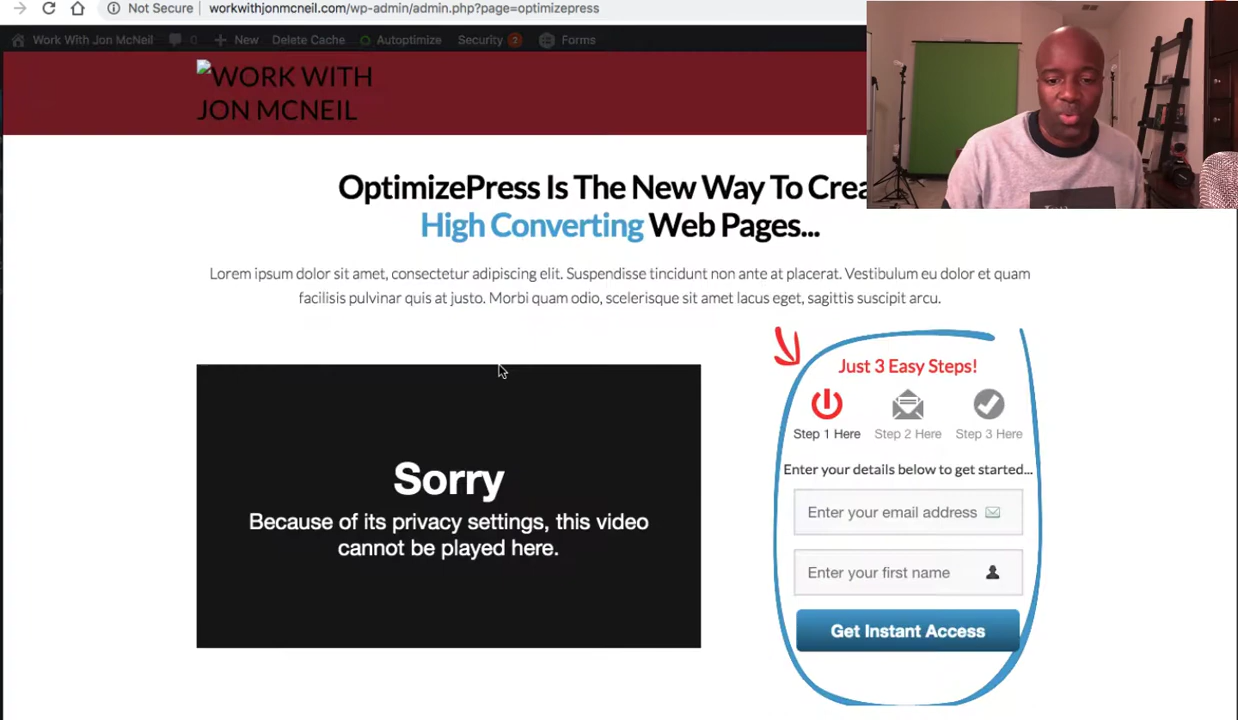 Not Secure workwithjonmcneil.com/wp-admin/admin.php?page=optimizepress
Work With Jon McNeil New Delete Cache Autoptimize Security 2 Forms
WORK WITH
JON MCNEIL
OptimizePress Is The New Way To Crea
High Converting Web Pages...
Lorem ipsum dolor sit amet, consectetur adipiscing elit. Suspendisse tincidunt non ante at placerat. Vestibulum eu dolor et quam
facilisis pulvinar quis at justo. Morbi quam odio, scelerisque sit amet lacus eget, sagittis suscipit arcu.
Sorry
Because of its privacy settings, this video
cannot be played here.
Just 3 Easy Steps!
Step 1 Here Step 2 Here Step 3 Here
Enter your details below to get started...
Enter your email address
Enter your first name
Get Instant Access